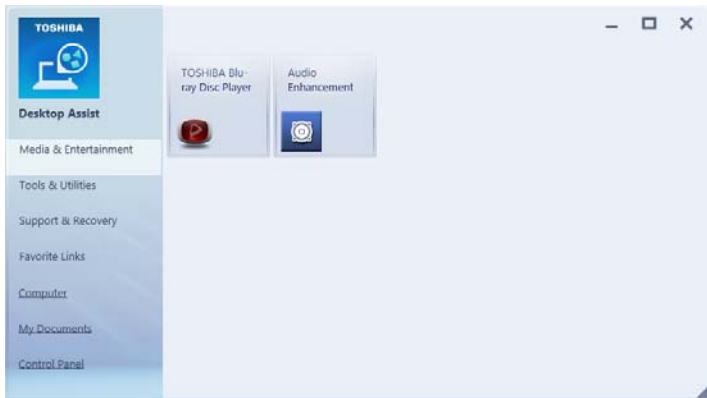 TOSHIBA
Desktop Assist
Media & Entertainment
Tools & Utilities
Support & Recovery
Favorite Links
Computer
My Documents
Control Panel
TOSHIBA Blu-
ray Disc Player
Audio
Enhancement